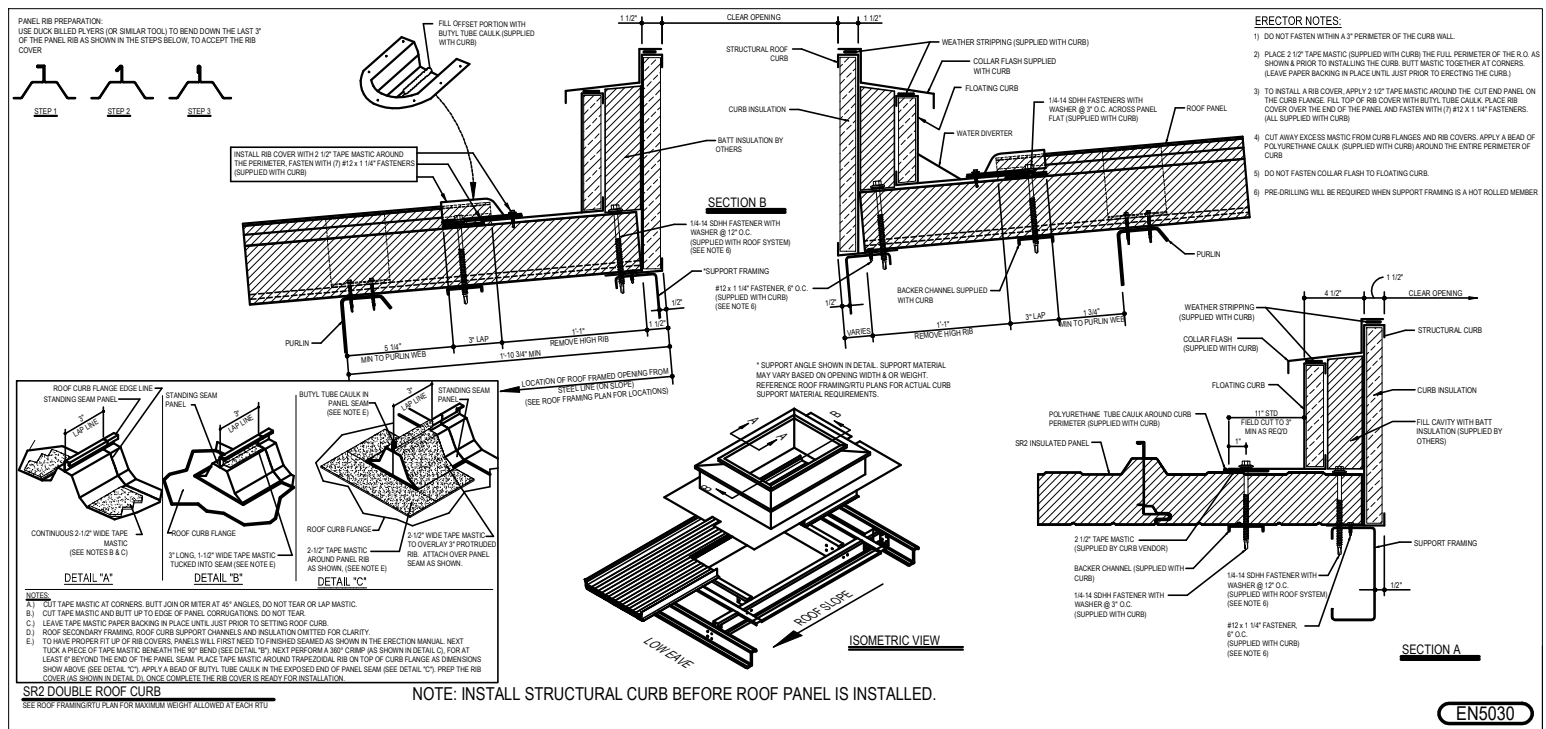 PANEL RIB PREPARATION:
USE DUCK BILLED PLYERS (OR SIMILAR TOOL) TO BEND DOWN THE LAST 3"
OF THE PANEL RIB AS SHOWN IN THE STEPS BELOW, TO ACCEPT THE RIB
COVER
STEP 1
STEP 2
STEP 3
FILL OFFSET PORTION WITH
BUTYL TUBE CAULK (SUPPLIED
WITH CURB)
INSTALL RIB COVER WITH 2 1/2" TAPE MASTIC AROUND
THE PERIMETER, FASTEN WITH (7) #12 x 1 1/4" FASTENERS
(SUPPLIED WITH CURB)
1 1/2"
CLEAR OPENING
1 1/2"
STRUCTURAL ROOF
CURB
CURB INSULATION
BATT INSULATION BY
OTHERS
WEATHER STRIPPING (SUPPLIED WITH CURB)
COLLAR FLASH SUPPLIED
WITH CURB
FLOATING CURB
1/4-14 SDHH FASTENERS WITH
WASHER @ 3" O.C. ACROSS PANEL
FLAT (SUPPLIED WITH CURB)
ROOF PANEL
WATER DIVERTER
SECTION B
1/4-14 SDHH FASTENER WITH
WASHER @ 12" O.C.
(SUPPLIED WITH ROOF SYSTEM)
(SEE NOTE 6)
*SUPPORT FRAMING
#12 x 1 1/4" FASTENER, 6" O.C.
(SUPPLIED WITH CURB)
(SEE NOTE 6)
BACKER CHANNEL SUPPLIED
WITH CURB
PURLIN
PURLIN
1/2"
1 1/2"
5 1/4"
MIN TO PURLIN WEB
3" LAP
1'-1"
REMOVE HIGH RIB
1'-10 3/4" MIN
LOCATION OF ROOF FRAMED OPENING FROM
STEEL LINE (ON SLOPE)
(SEE ROOF FRAMING PLAN FOR LOCATIONS)
1/2"
VARIES
1'-1"
REMOVE HIGH RIB
3" LAP
1 3/4"
MIN TO PURLIN WEB
* SUPPORT ANGLE SHOWN IN DETAIL. SUPPORT MATERIAL
MAY VARY BASED ON OPENING WIDTH & OR WEIGHT.
REFERENCE ROOF FRAMING/RTU PLANS FOR ACTUAL CURB
SUPPORT MATERIAL REQUIREMENTS.
ERECTOR NOTES:
1) DO NOT FASTEN WITHIN A 3" PERIMETER OF THE CURB WALL.
2) PLACE 2 1/2" TAPE MASTIC (SUPPLIED WITH CURB) THE FULL PERIMETER OF THE R.O. AS
SHOWN & PRIOR TO INSTALLING THE CURB. BUTT MASTIC TOGETHER AT CORNERS.
(LEAVE PAPER BACKING IN PLACE UNTIL JUST PRIOR TO ERECTING THE CURB.)
3) TO INSTALL A RIB COVER, APPLY 2 1/2" TAPE MASTIC AROUND THE CUT END PANEL ON
THE CURB FLANGE. FILL TOP OF RIB COVER WITH BUTYL TUBE CAULK. PLACE RIB
COVER OVER THE END OF THE PANEL AND FASTEN WITH (7) #12 X 1 1/4" FASTENERS.
(ALL SUPPLIED WITH CURB)
4) CUT AWAY EXCESS MASTIC FROM CURB FLANGES AND RIB COVERS. APPLY A BEAD OF
POLYURETHANE CAULK (SUPPLIED WITH CURB) AROUND THE ENTIRE PERIMETER OF
CURB
5) DO NOT FASTEN COLLAR FLASH TO FLOATING CURB.
6) PRE-DRILLING WILL BE REQUIRED WHEN SUPPORT FRAMING IS A HOT ROLLED MEMBER
ROOF CURB FLANGE EDGE LINE
STANDING SEAM PANEL
3"
LAP LINE
CONTINUOUS 2-1/2" WIDE TAPE
MASTIC
(SEE NOTES B & C)
DETAIL "A"
STANDING SEAM
PANEL
3"
LAP LINE
ROOF CURB FLANGE
3" LONG, 1-1/2" WIDE TAPE MASTIC
TUCKED INTO SEAM (SEE NOTE E)
DETAIL "B"
BUTYL TUBE CAULK IN
PANEL SEAM
(SEE NOTE E)
3"
LAP LINE
STANDING SEAM
PANEL
ROOF CURB FLANGE
2-1/2" TAPE MASTIC
AROUND PANEL RIB
AS SHOWN, (SEE NOTE E)
2-1/2" WIDE TAPE MASTIC
TO OVERLAY 3" PROTRUDED
RIB. ATTACH OVER PANEL
SEAM AS SHOWN.
DETAIL "C"
NOTES:
A.) CUT TAPE MASTIC AT CORNERS. BUTT JOIN OR MITER AT 45° ANGLES, DO NOT TEAR OR LAP MASTIC.
B.) CUT TAPE MASTIC AND BUTT UP TO EDGE OF PANEL CORRUGATIONS. DO NOT TEAR.
C.) LEAVE TAPE MASTIC PAPER BACKING IN PLACE UNTIL JUST PRIOR TO SETTING ROOF CURB.
D.) ROOF SECONDARY FRAMING, ROOF CURB SUPPORT CHANNELS AND INSULATION OMITTED FOR CLARITY.
E.) TO HAVE PROPER FIT UP OF RIB COVERS, PANELS WILL FIRST NEED TO FINISHED SEAMED AS SHOWN IN THE ERECTION MANUAL. NEXT
TUCK A PIECE OF TAPE MASTIC BENEATH THE 90° BEND (SEE DETAIL "B"). NEXT PERFORM A 360° CRIMP (AS SHOWN IN DETAIL C), FOR AT
LEAST 6" BEYOND THE END OF THE PANEL SEAM. PLACE TAPE MASTIC AROUND TRAPEZOIDAL RIB ON TOP OF CURB FLANGE AS DIMENSIONS
SHOW ABOVE (SEE DETAIL "C"). APPLY A BEAD OF BUTYL TUBE CAULK IN THE EXPOSED END OF PANEL SEAM (SEE DETAIL "C"). PREP THE RIB
COVER (AS SHOWN IN DETAIL D), ONCE COMPLETE THE RIB COVER IS READY FOR INSTALLATION.
SR2 DOUBLE ROOF CURB
SEE ROOF FRAMING/RTU PLAN FOR MAXIMUM WEIGHT ALLOWED AT EACH RTU
A
A
B
B
LOW EAVE
ROOF SLOPE
ISOMETRIC VIEW
1 1/2"
4 1/2"
CLEAR OPENING
WEATHER STRIPPING
(SUPPLIED WITH CURB)
COLLAR FLASH
(SUPPLIED WITH CURB)
FLOATING CURB
STRUCTURAL CURB
CURB INSULATION
FILL CAVITY WITH BATT
INSULATION (SUPPLIED BY
OTHERS)
11" STD
FIELD CUT TO 3"
MIN AS REQ'D
1"
POLYURETHANE TUBE CAULK AROUND CURB
PERIMETER (SUPPLIED WITH CURB)
SR2 INSULATED PANEL
2 1/2" TAPE MASTIC
(SUPPLIED BY CURB VENDOR)
BACKER CHANNEL (SUPPLIED WITH
CURB)
1/4-14 SDHH FASTENER WITH
WASHER @ 3" O.C.
(SUPPLIED WITH CURB)
1/4-14 SDHH FASTENER WITH
WASHER @ 12" O.C.
(SUPPLIED WITH ROOF SYSTEM)
(SEE NOTE 6)
#12 x 1 1/4" FASTENER,
6" O.C.
(SUPPLIED WITH CURB)
(SEE NOTE 6)
SUPPORT FRAMING
1/2"
SECTION A
NOTE: INSTALL STRUCTURAL CURB BEFORE ROOF PANEL IS INSTALLED.
EN5030